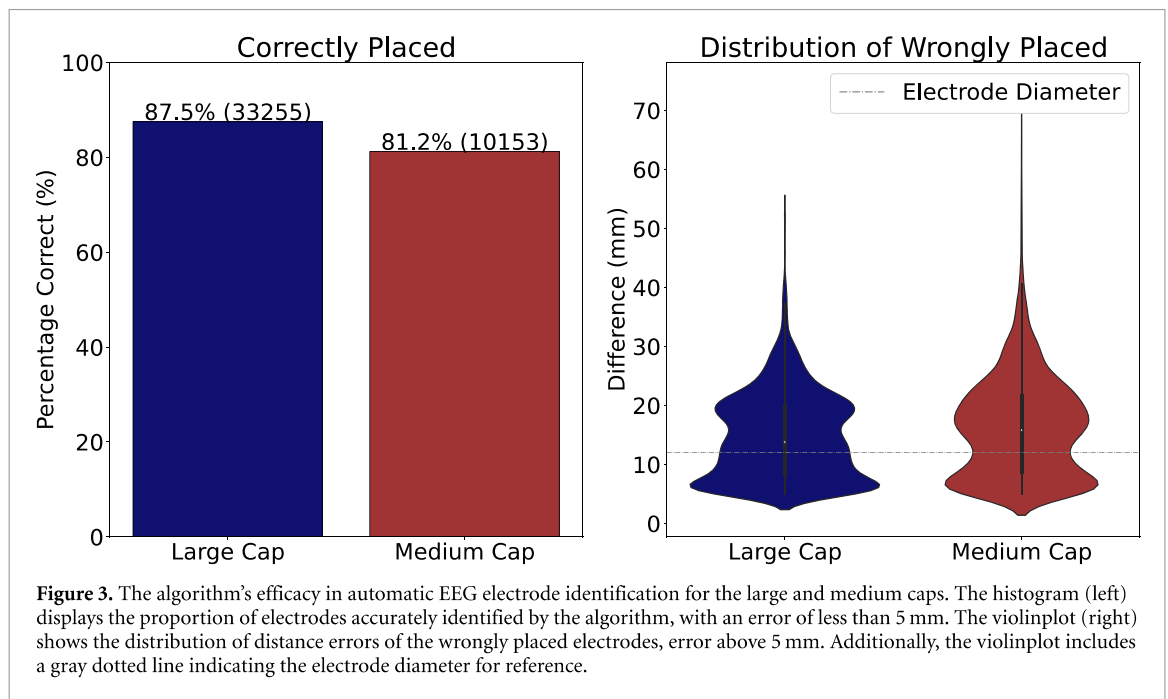 Correctly Placed
100
80
60
40
20
0
Percentage Correct (%)
87.5% (33255)
81.2% (10153)
Large Cap
Medium Cap
Distribution of Wrongly Placed
Electrode Diameter
70
60
50
40
30
20
10
0
Difference (mm)
Large Cap
Medium Cap
Figure 3. The algorithm's efficacy in automatic EEG electrode identification for the large and medium caps. The histogram (left)
displays the proportion of electrodes accurately identified by the algorithm, with an error of less than 5 mm. The violinplot (right)
shows the distribution of distance errors of the wrongly placed electrodes, error above 5 mm. Additionally, the violinplot includes
a gray dotted line indicating the electrode diameter for reference.